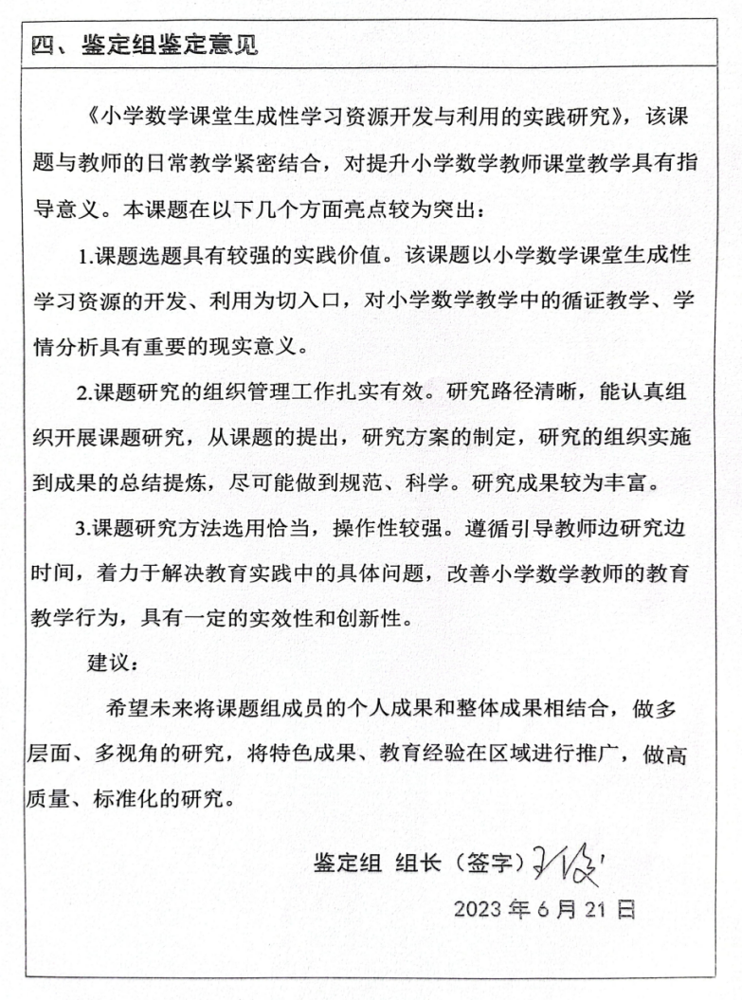 四、鉴定组鉴定意见
《小学数学课堂生成性学习资源开发与利用的实践研究》，该课
题与教师的日常教学紧密结合，对提升小学数学教师课堂教学具有指
导意义。本课题在以下几个方面亮点较为突出：
1.课题选题具有较强的实践价值。该课题以小学数学课堂生成性
学习资源的开发、利用为切入口，对小学数学教学中的循证教学、学
情分析具有重要的现实意义。
2.课题研究的组织管理工作扎实有效。研究路径清晰，能认真组
织开展课题研究，从课题的提出，研究方案的制定，研究的组织实施
到成果的总结提炼，尽可能做到规范、科学。研究成果较为丰富。
3.课题研究方法选用恰当，操作性较强。遵循引导教师边研究边
时间，着力于解决教育实践中的具体问题，改善小学数学教师的教育
教学行为，具有一定的实效性和创新性。
建议：
希望未来将课题组成员的个人成果和整体成果相结合，做多
层面、多视角的研究，将特色成果、教育经验在区域进行推广，做高
质量、标准化的研究。
鉴定组 组长（签字）
2023 年 6 月 21 日